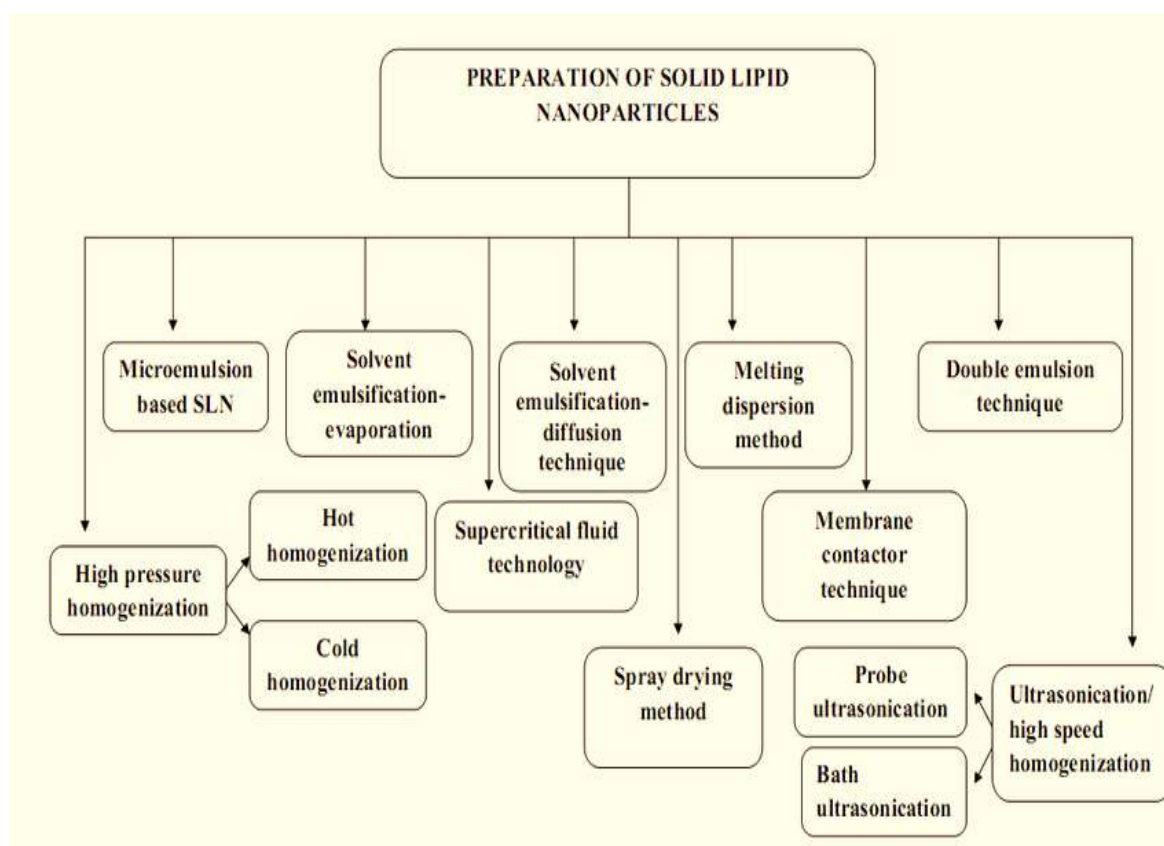 PREPARATION OF SOLID LIPID
NANOPARTICLES
Microemulsion
based SLN
Solvent
emulsification-
evaporation
Solvent
emulsification-
diffusion
technique
Melting
dispersion
method
Double emulsion
technique
High pressure
homogenization
Hot
homogenization
Cold
homogenization
Supercritical fluid
technology
Membrane
contactor
technique
Spray drying
method
Probe
ultrasonication
Bath
ultrasonication
Ultrasonication/
high speed
homogenization